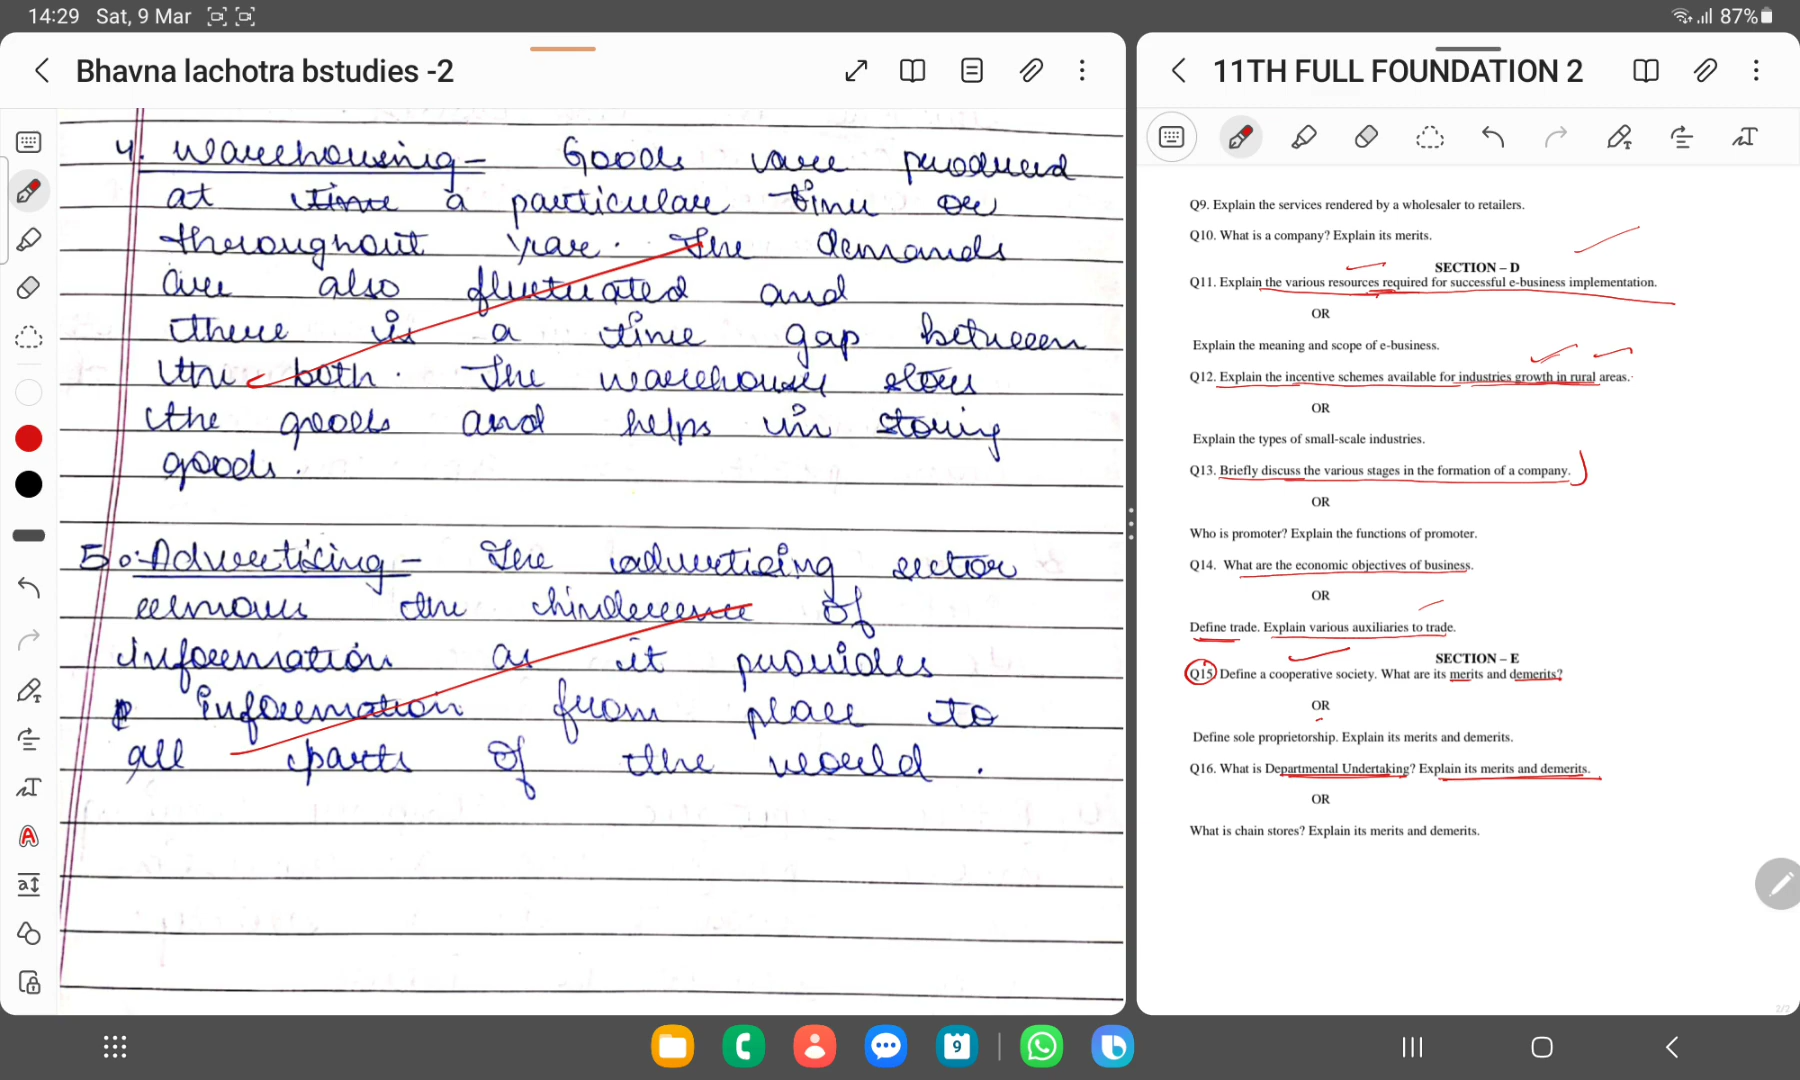 14:29 Sat, 9 Mar
87%
Bhavna lachotra bstudies -2
4. Warehousing - Goods are produced
at time a particular time or
throughout year. The demands
are also fluctuated and
there is a time gap between
the both. The warehouse store
the goods and helps in storing
goods.
5. Advertising - The advertising sector
removes the hinderence of
information as it provides
information from place to
all parts of the world.
11TH FULL FOUNDATION 2
Q9. Explain the services rendered by a wholesaler to retailers.
Q10. What is a company? Explain its merits.
SECTION – D
Q11. Explain the various resources required for successful e-business implementation.
OR
Explain the meaning and scope of e-business.
Q12. Explain the incentive schemes available for industries growth in rural areas.
OR
Explain the types of small-scale industries.
Q13. Briefly discuss the various stages in the formation of a company.
OR
Who is promoter? Explain the functions of promoter.
Q14. What are the economic objectives of business.
OR
Define trade. Explain various auxiliaries to trade.
SECTION – E
Q15. Define a cooperative society. What are its merits and demerits?
OR
Define sole proprietorship. Explain its merits and demerits.
Q16. What is Departmental Undertaking? Explain its merits and demerits.
OR
What is chain stores? Explain its merits and demerits.
2/2
9